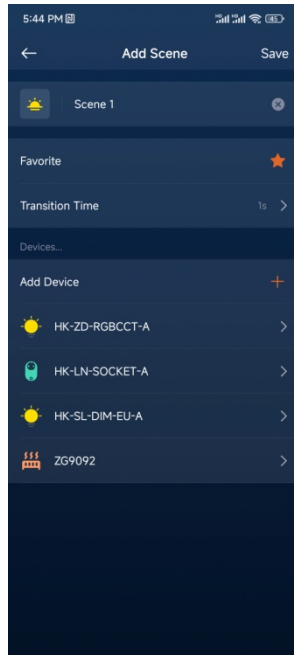 5:44 PM
45
Add Scene
Save
Scene 1
Favorite
Transition Time
1s
Devices...
Add Device
HK-ZD-RGBCCT-A
HK-LN-SOCKET-A
HK-SL-DIM-EU-A
ZG9092